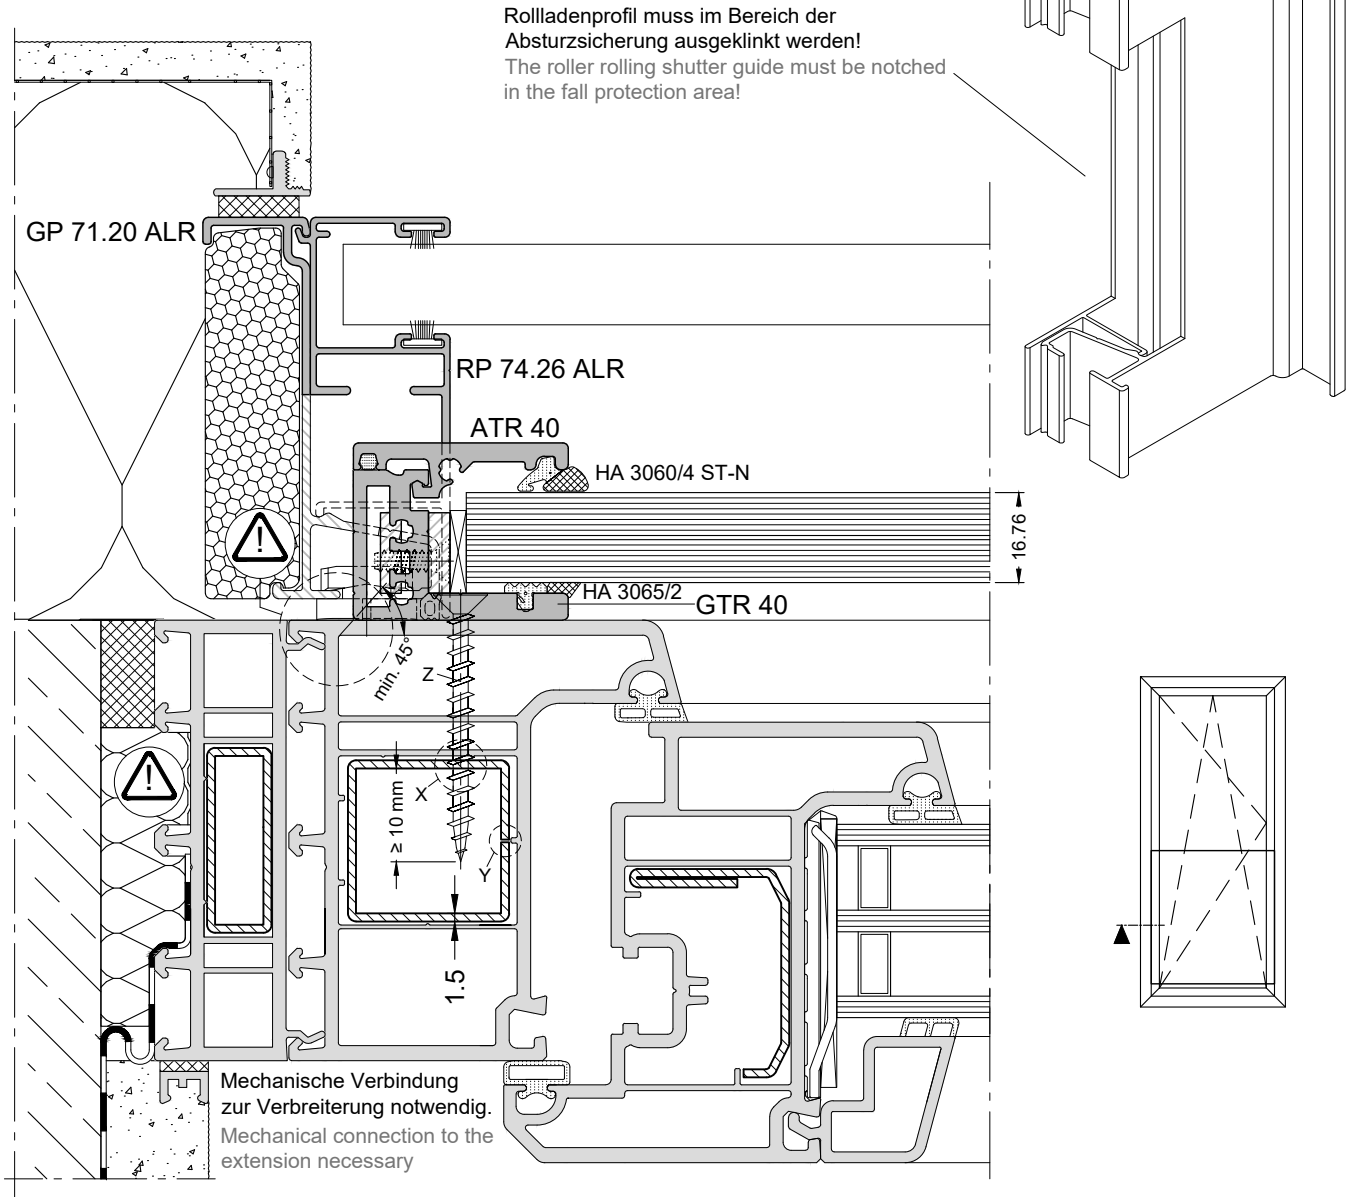 Rollladenprofil muss im Bereich der
Absturzsicherung ausgeklinkt werden!
The roller rolling shutter guide must be notched
in the fall protection area!
GP 71.20 ALR
RP 74.26 ALR
ATR 40
HA 3060/4 ST-N
16.76
HA 3065/2
GTR 40
min. 45°
Z
X
≥ 10 mm
Y
1.5
Mechanische Verbindung
zur Verbreiterung notwendig.
Mechanical connection to the
extension necessary